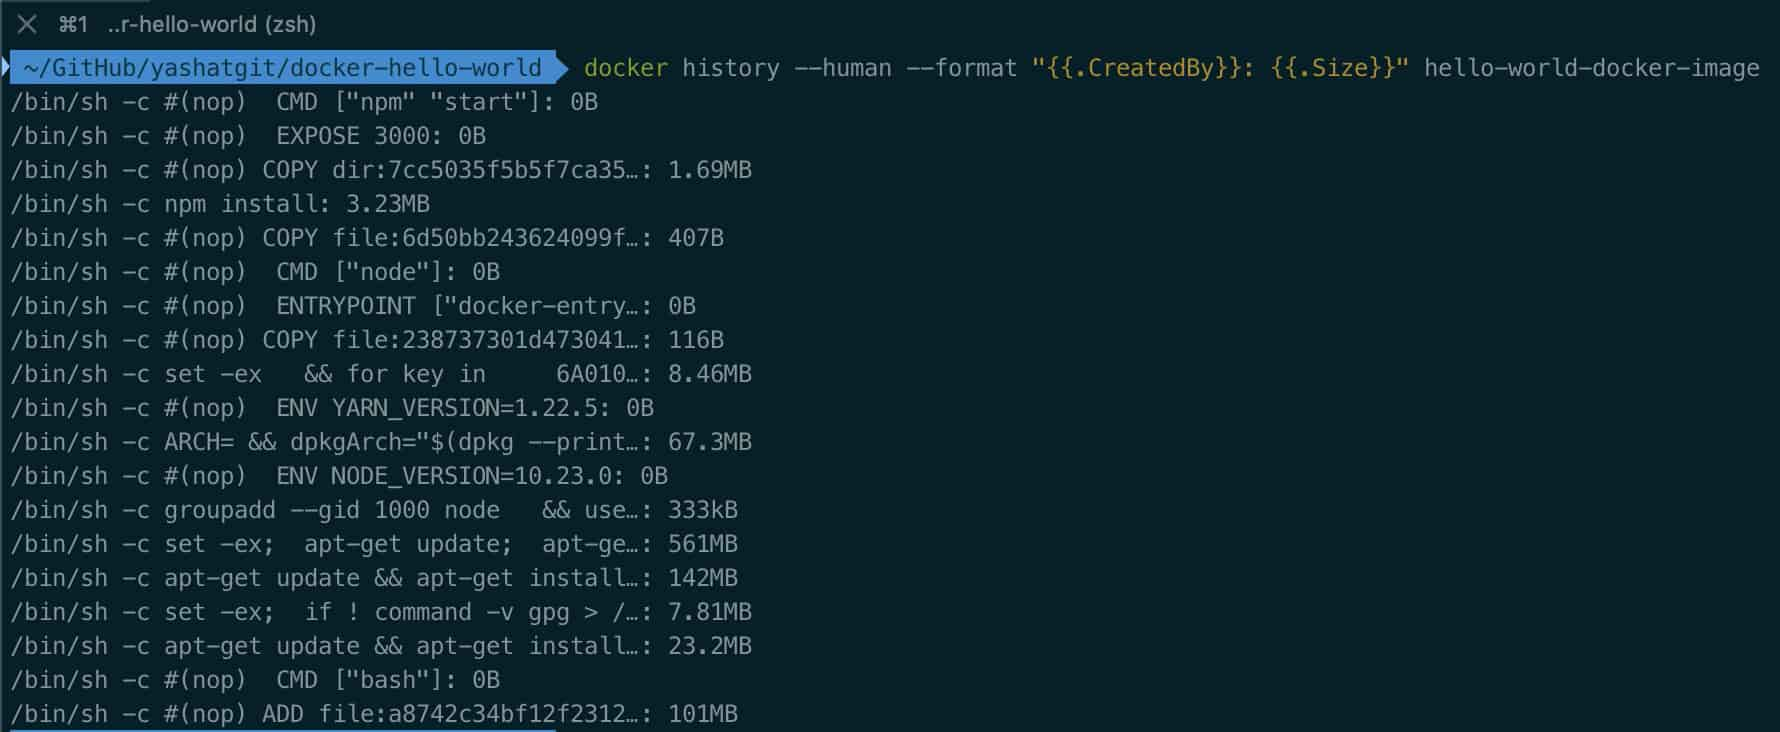 ⌘1 ..r-hello-world (zsh)
~/GitHub/yashatgit/docker-hello-world docker history --human --format "{{.CreatedBy}}: {{.Size}}" hello-world-docker-image
/bin/sh -c #(nop)  CMD ["npm" "start"]: 0B
/bin/sh -c #(nop)  EXPOSE 3000: 0B
/bin/sh -c #(nop) COPY dir:7cc5035f5b5f7ca35…: 1.69MB
/bin/sh -c npm install: 3.23MB
/bin/sh -c #(nop) COPY file:6d50bb243624099f…: 407B
/bin/sh -c #(nop)  CMD ["node"]: 0B
/bin/sh -c #(nop)  ENTRYPOINT ["docker-entry…: 0B
/bin/sh -c #(nop) COPY file:238737301d473041…: 116B
/bin/sh -c set -ex   && for key in     6A010…: 8.46MB
/bin/sh -c #(nop)  ENV YARN_VERSION=1.22.5: 0B
/bin/sh -c ARCH= && dpkgArch="$(dpkg --print…: 67.3MB
/bin/sh -c #(nop)  ENV NODE_VERSION=10.23.0: 0B
/bin/sh -c groupadd --gid 1000 node   && use…: 333kB
/bin/sh -c set -ex;  apt-get update;  apt-ge…: 561MB
/bin/sh -c apt-get update && apt-get install…: 142MB
/bin/sh -c set -ex;  if ! command -v gpg > /…: 7.81MB
/bin/sh -c apt-get update && apt-get install…: 23.2MB
/bin/sh -c #(nop)  CMD ["bash"]: 0B
/bin/sh -c #(nop) ADD file:a8742c34bf12f2312…: 101MB